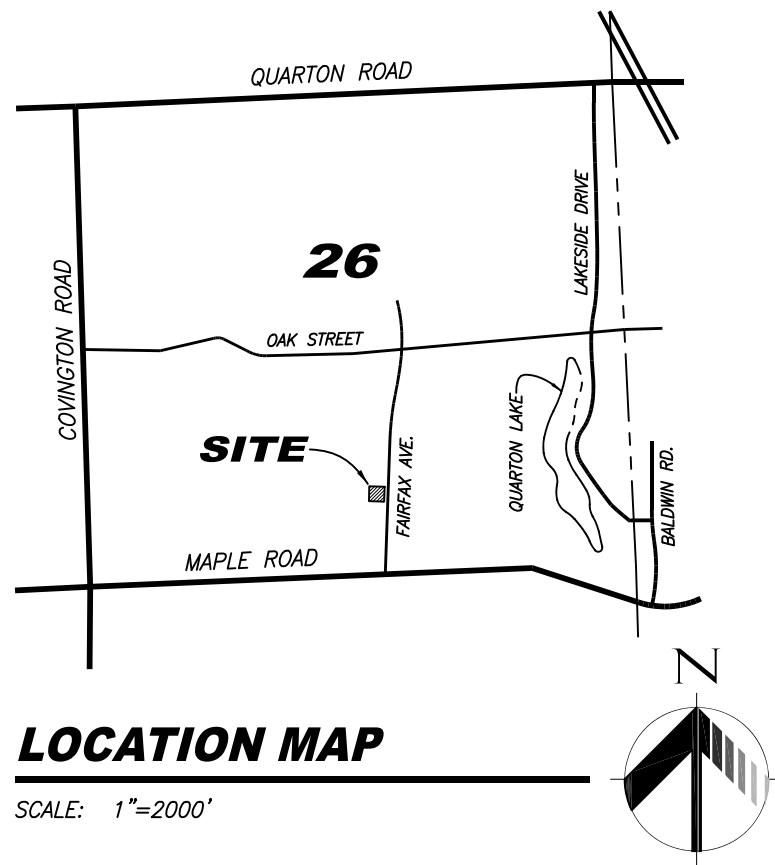 QUARTON ROAD
LAKESIDE DRIVE
26
COVINGTON ROAD
OAK STREET
QUARTON LAKE
SITE
FAIRFAX AVE.
BALDWIN RD.
MAPLE ROAD
N
LOCATION MAP
SCALE: 1"=2000'